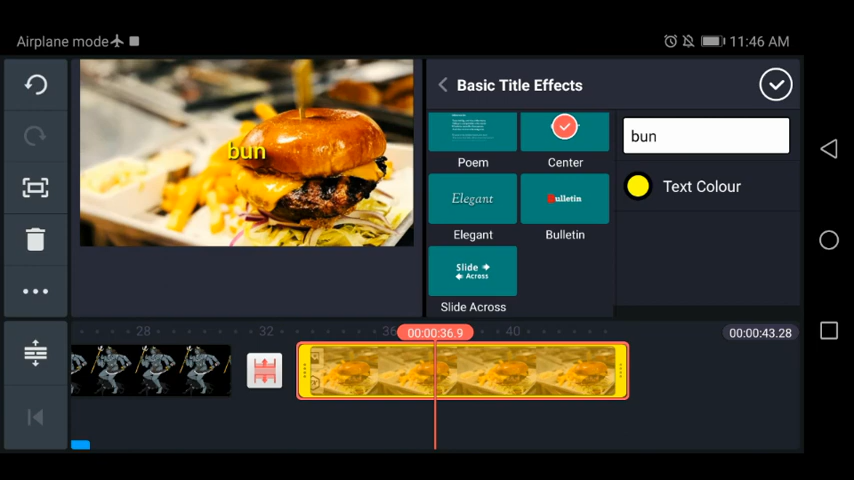 Airplane mode
11:46 AM
Basic Title Effects
bun
bun
Poem
Center
Text Colour
Elegant
Bulletin
Elegant
Bulletin
Slide
Across
Slide Across
28
32
36
00:00:36.9
40
00:00:43.28